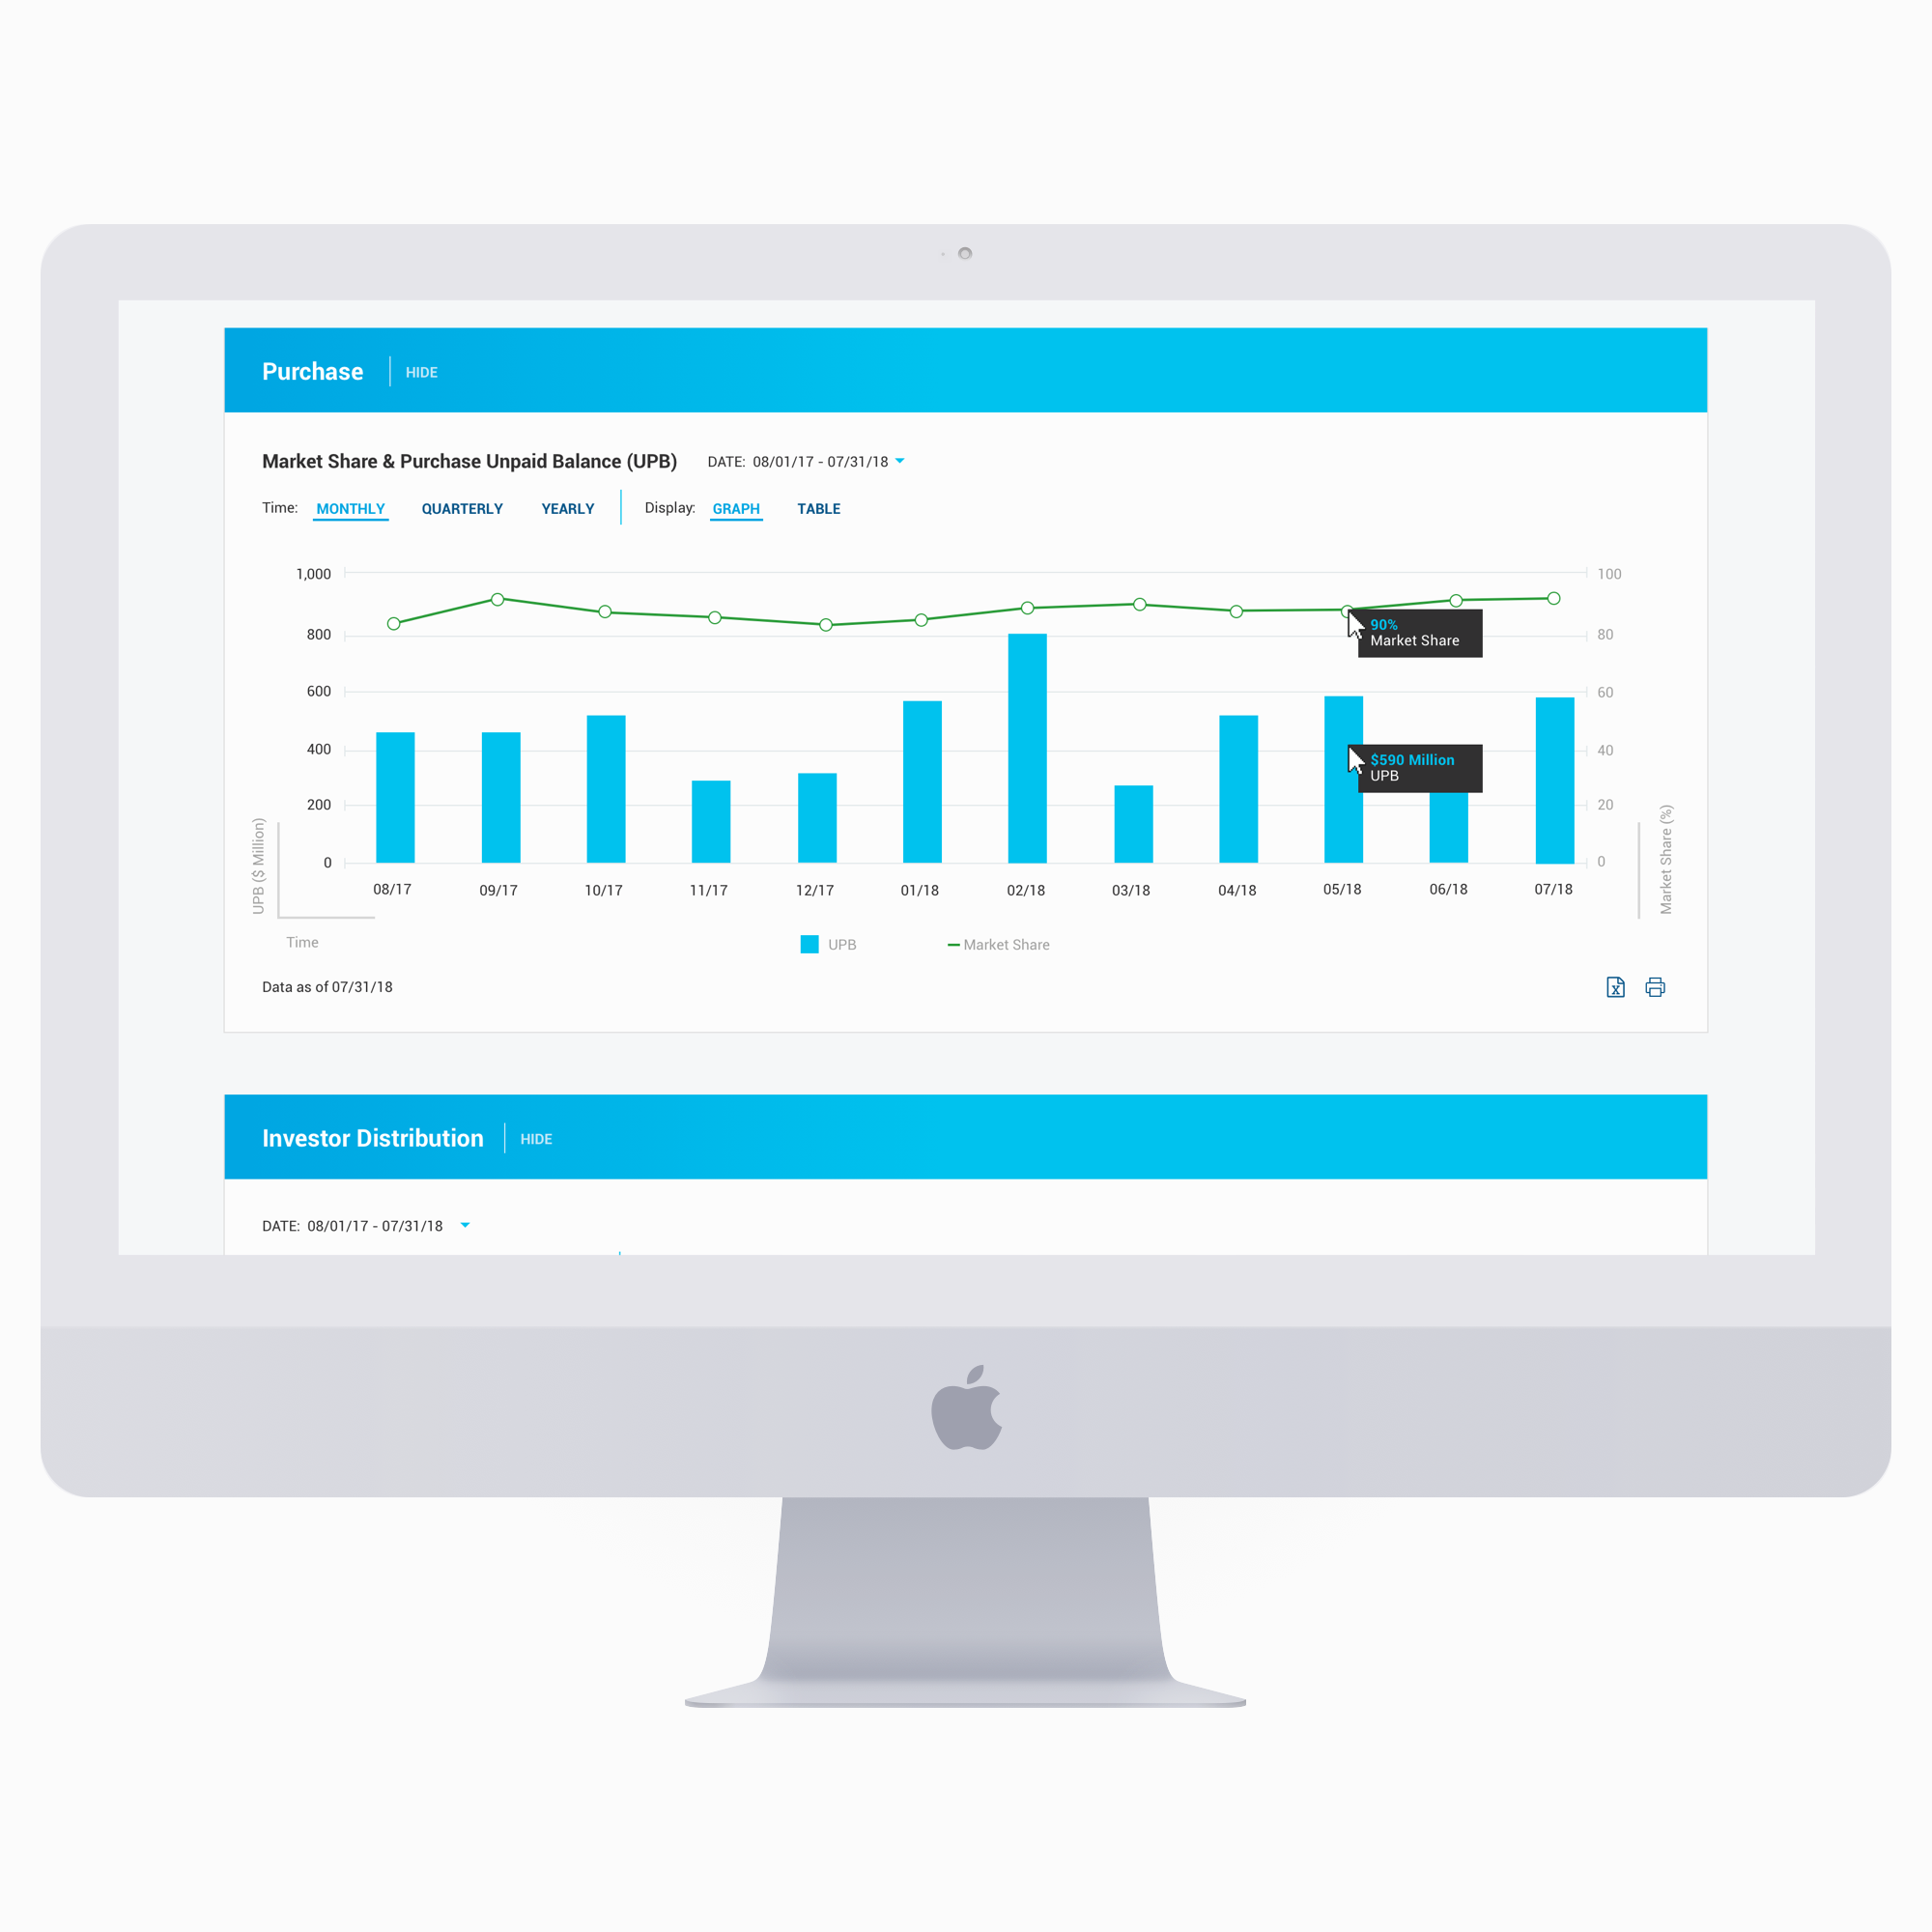 Purchase HIDE
Market Share & Purchase Unpaid Balance (UPB) DATE: 08/01/17 - 07/31/18
Time: MONTHLY QUARTERLY YEARLY Display: GRAPH TABLE
1,000 100
90%
800 80
Market Share
600 60
400 40
$590 Million
UPB
200 20
0 0
UPB ($ Million)
Market Share (%)
08/17 09/17 10/17 11/17 12/17 01/18 02/18 03/18 04/18 05/18 06/18 07/18
Time UPB Market Share
Data as of 07/31/18
X
Investor Distribution HIDE
DATE: 08/01/17 - 07/31/18